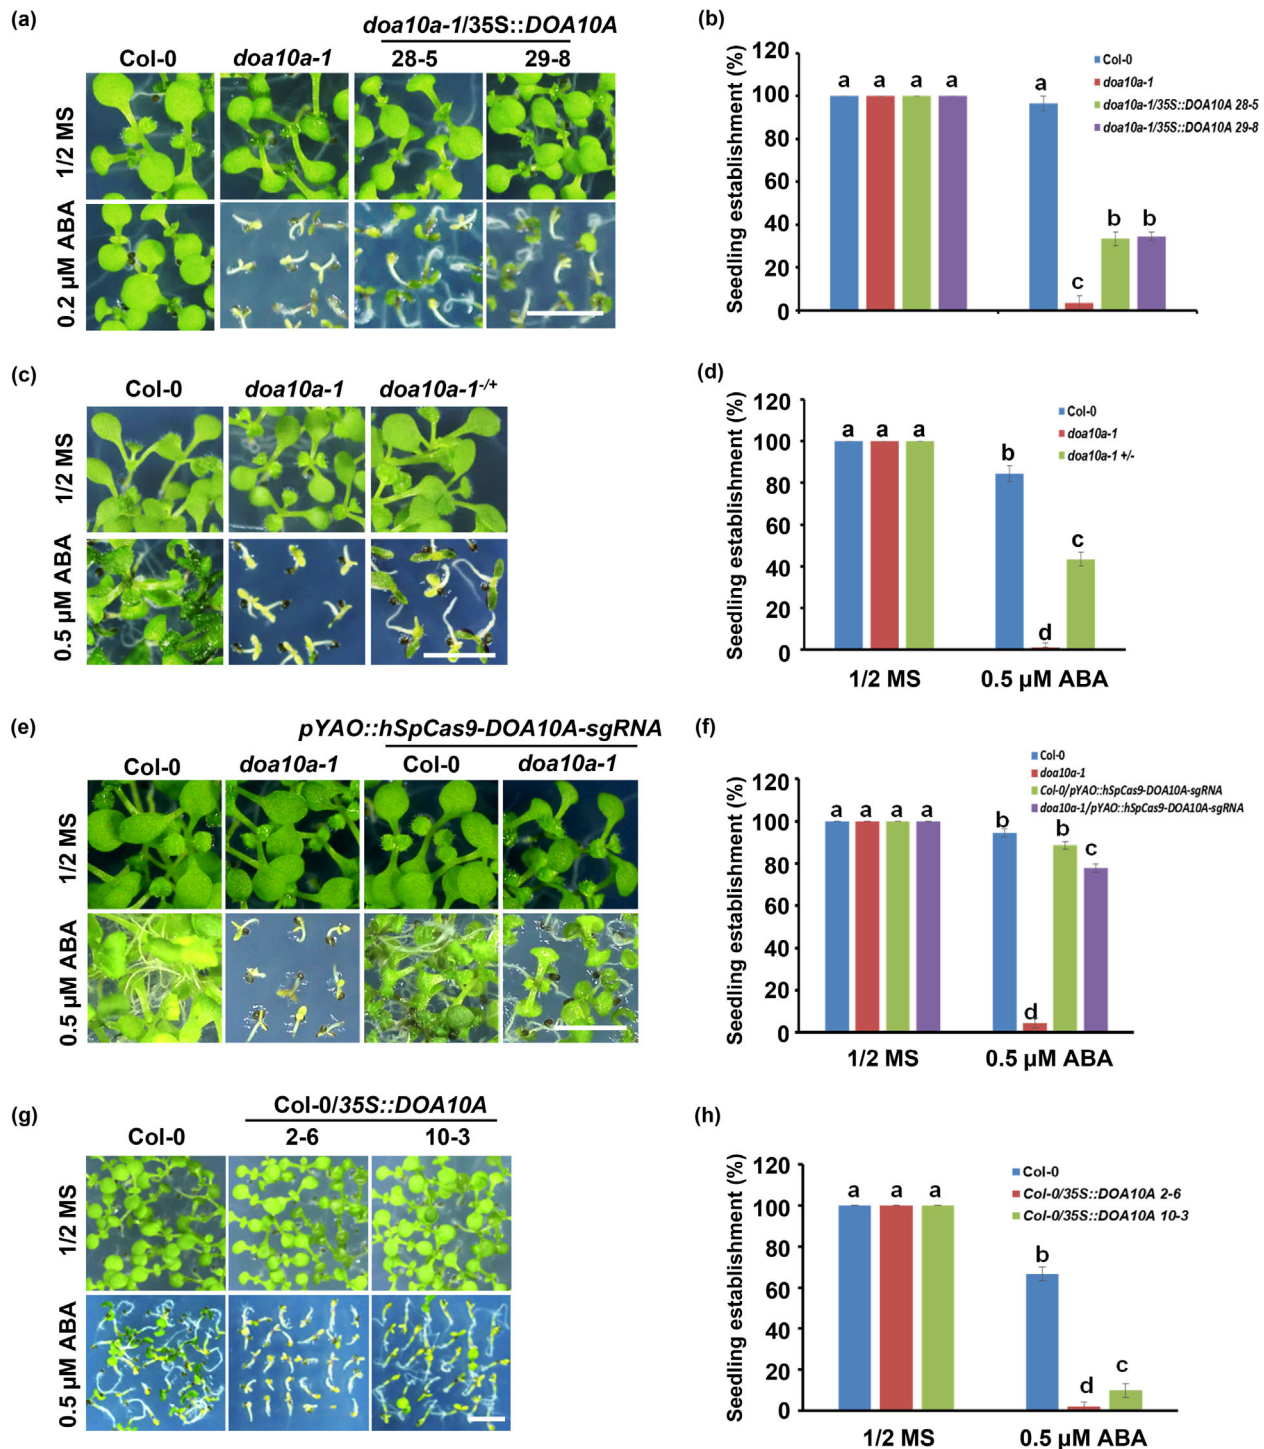 (a)
doa10a-1/35S::DOA10A
Col-0 doa10a-1 28-5 29-8
1/2 MS
0.2 µM ABA
(b)
Seedling establishment (%)
120
100
80
60
40
20
0
a a a a a c b b
Col-0
doa10a-1
doa10a-1/35S::DOA10A 28-5
doa10a-1/35S::DOA10A 29-8
(c)
Col-0 doa10a-1 doa10a-1-/+
1/2 MS
0.5 µM ABA
(d)
Seedling establishment (%)
120
100
80
60
40
20
0
a a a b d c
Col-0
doa10a-1
doa10a-1 +/-
1/2 MS 0.5 µM ABA
(e)
pYAO::hSpCas9-DOA10A-sgRNA
Col-0 doa10a-1 Col-0 doa10a-1
1/2 MS
0.5 µM ABA
(f)
Seedling establishment (%)
120
100
80
60
40
20
0
a a a a b d b c
Col-0
doa10a-1
Col-0/pYAO::hSpCas9-DOA10A-sgRNA
doa10a-1/pYAO::hSpCas9-DOA10A-sgRNA
1/2 MS 0.5 µM ABA
(g)
Col-0/35S::DOA10A
Col-0 2-6 10-3
1/2 MS
0.5 µM ABA
(h)
Seedling establishment (%)
120
100
80
60
40
20
0
a a a b d c
Col-0
Col-0/35S::DOA10A 2-6
Col-0/35S::DOA10A 10-3
1/2 MS 0.5 µM ABA